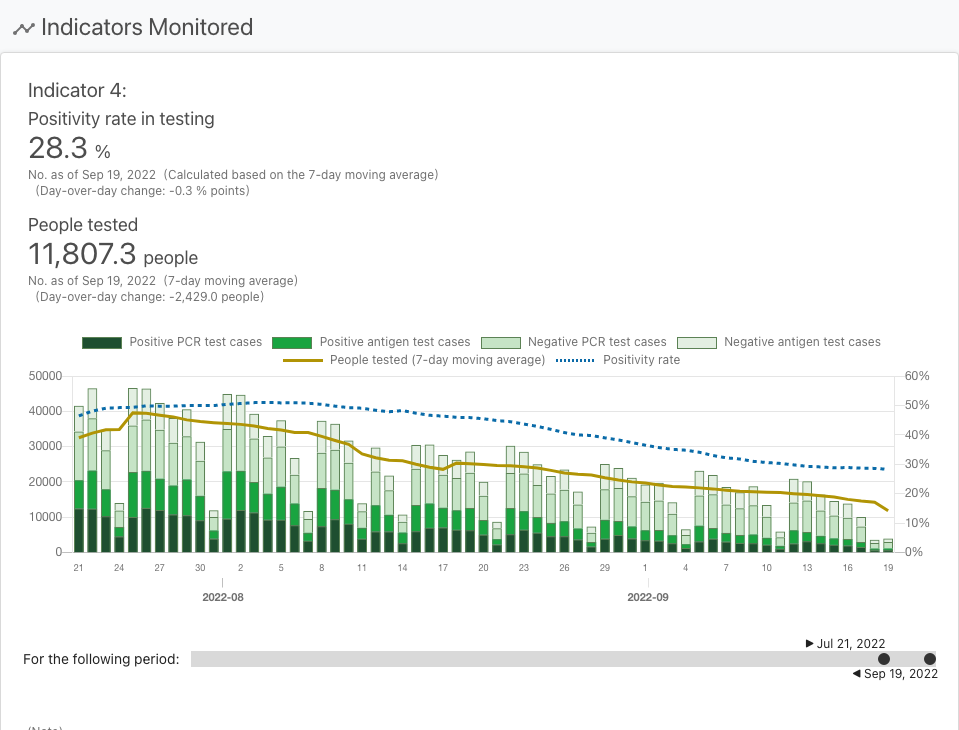 Indicators Monitored
Indicator 4:
Positivity rate in testing
28.3 %
No. as of Sep 19, 2022 (Calculated based on the 7-day moving average)
(Day-over-day change: -0.3 % points)
People tested
11,807.3 people
No. as of Sep 19, 2022 (7-day moving average)
(Day-over-day change: -2,429.0 people)
Positive PCR test cases Positive antigen test cases Negative PCR test cases Negative antigen test cases
People tested (7-day moving average) Positivity rate
50000 60%
40000 50%
30000 40%
20000 30%
10000 20%
0 10%
0%
21 24 27 30 2 5 8 11 14 17 20 23 26 29 1 4 7 10 13 16 19
2022-08 2022-09
▶ Jul 21, 2022
For the following period:
◀ Sep 19, 2022
(Note)